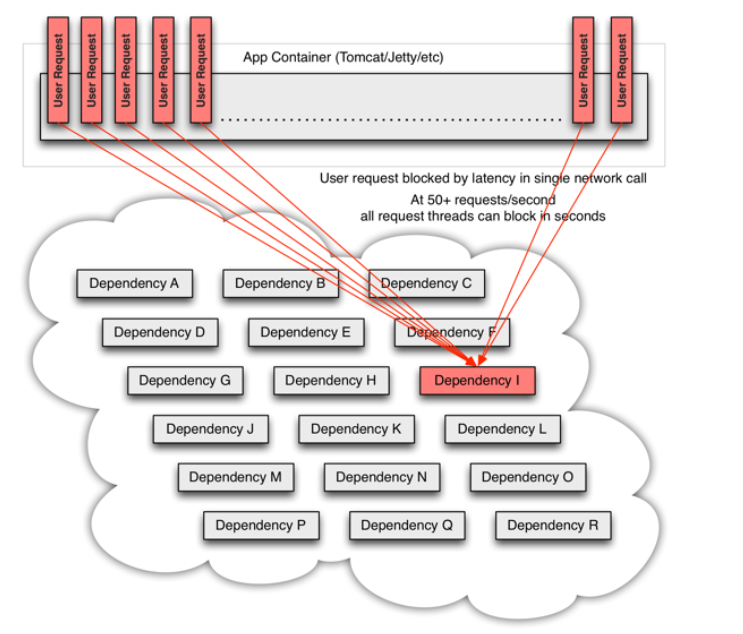 User Request
User Request
User Request
User Request
User Request
User Request
User Request
App Container (Tomcat/Jetty/etc)
User request blocked by latency in single network call
At 50+ requests/second
all request threads can block in seconds
Dependency A
Dependency B
Dependency C
Dependency D
Dependency E
Dependency F
Dependency G
Dependency H
Dependency I
Dependency J
Dependency K
Dependency L
Dependency M
Dependency N
Dependency O
Dependency P
Dependency Q
Dependency R